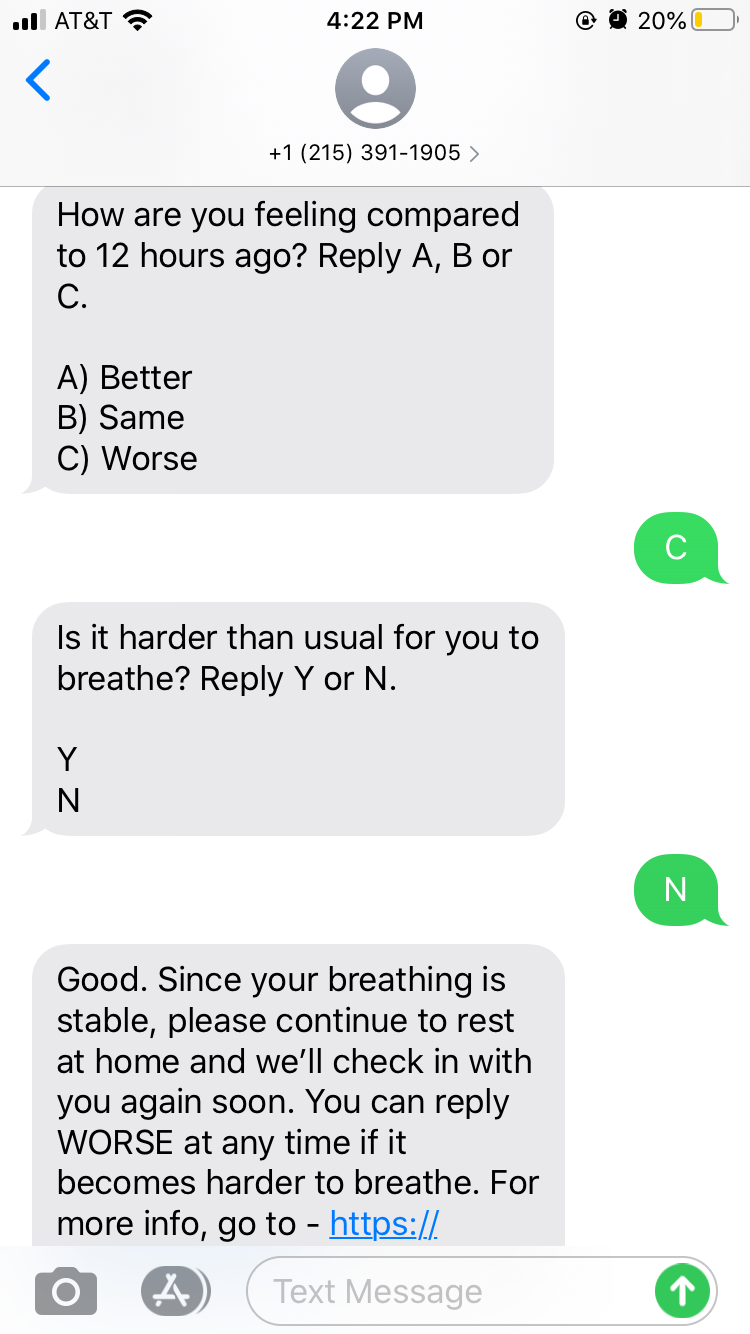 AT&T 4:22 PM 20%
+1 (215) 391-1905
How are you feeling compared
to 12 hours ago? Reply A, B or
C.
A) Better
B) Same
C) Worse
C
Is it harder than usual for you to
breathe? Reply Y or N.
Y
N
N
Good. Since your breathing is
stable, please continue to rest
at home and we’ll check in with
you again soon. You can reply
WORSE at any time if it
becomes harder to breathe. For
more info, go to - https://
Text Message